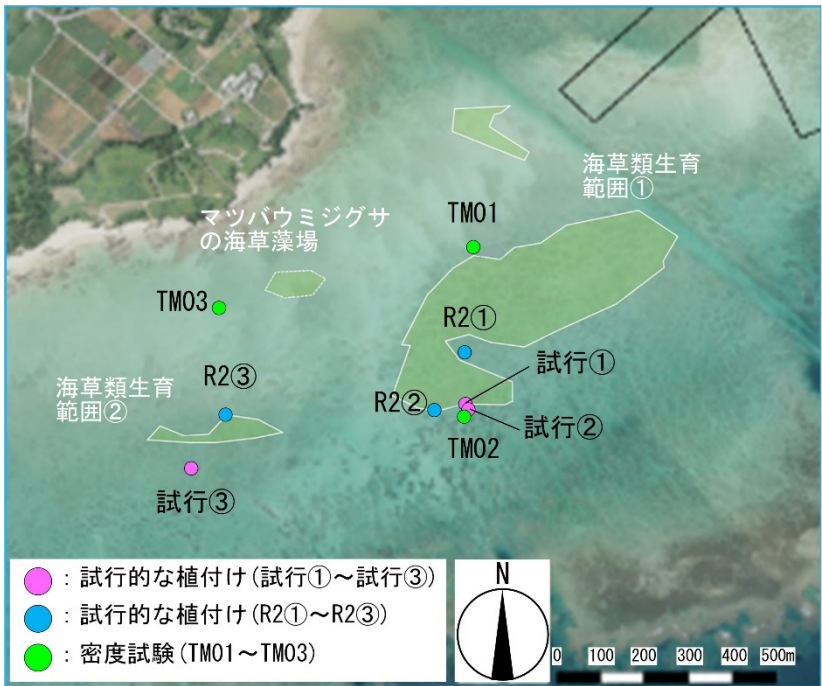 海草類生育
範囲①
マツバウミジグサ
の海草藻場
TM01
TM03
R2①
試行①
R2③
海草類生育
範囲②
R2②
試行②
TM02
試行③
：試行的な植付け(試行①～試行③)
：試行的な植付け(R2①～R2③)
：密度試験(TM01～TM03)
N
0 100 200 300 400 500m